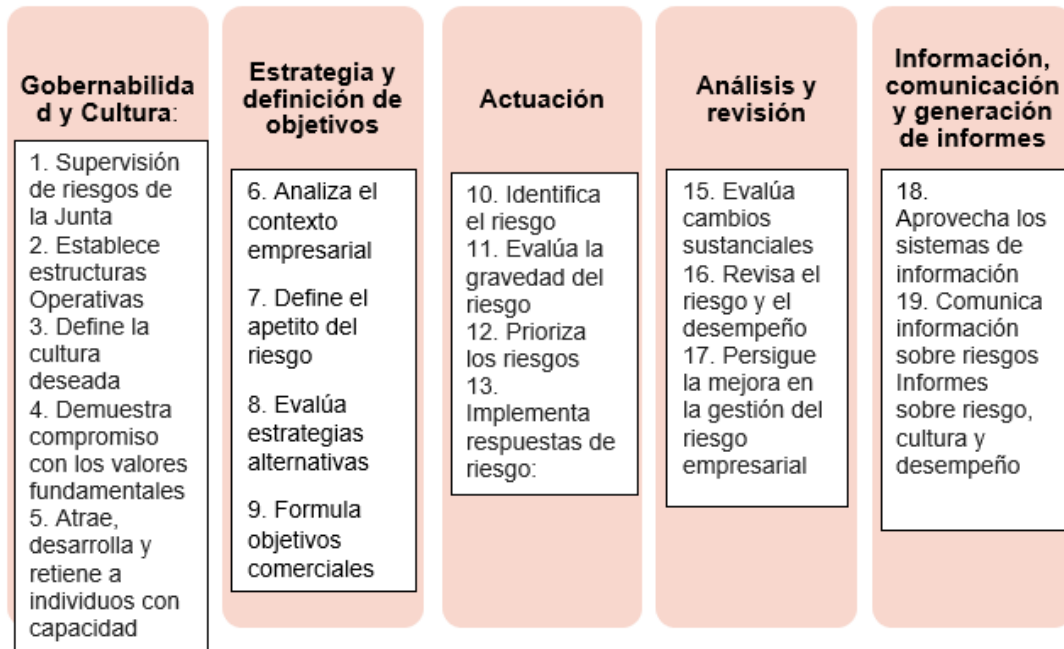 Gobernabilida
d y Cultura:
1. Supervisión
de riesgos de
la Junta
2. Establece
estructuras
Operativas
3. Define la
cultura
deseada
4. Demuestra
compromiso
con los valores
fundamentales
5. Atrae,
desarrolla y
retiene a
individuos con
capacidad
Estrategia y
definición de
objetivos
6. Analiza el
contexto
empresarial
7. Define el
apetito del
riesgo
8. Evalúa
estrategias
alternativas
9. Formula
objetivos
comerciales
Actuación
10. Identifica
el riesgo
11. Evalúa la
gravedad del
riesgo
12. Prioriza
los riesgos
13.
Implementa
respuestas de
riesgo:
Análisis y
revisión
15. Evalúa
cambios
sustanciales
16. Revisa el
riesgo y el
desempeño
17. Persigue
la mejora en
la gestión del
riesgo
empresarial
Información,
comunicación
y generación
de informes
18.
Aprovecha los
sistemas de
información
19. Comunica
información
sobre riesgos
Informes
sobre riesgo,
cultura y
desempeño